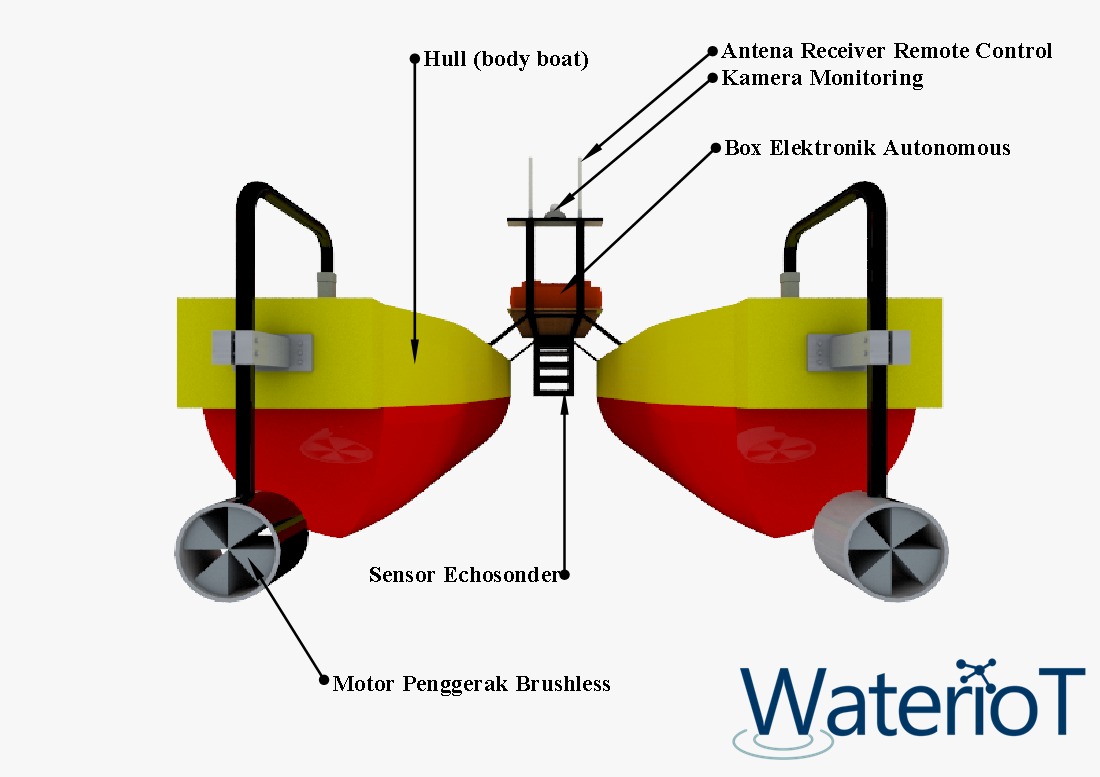 Hull (body boat)
Antena Receiver Remote Control
Kamera Monitoring
Box Elektronik Autonomous
Sensor Echosonder
Motor Penggerak Brushless
WaterioT